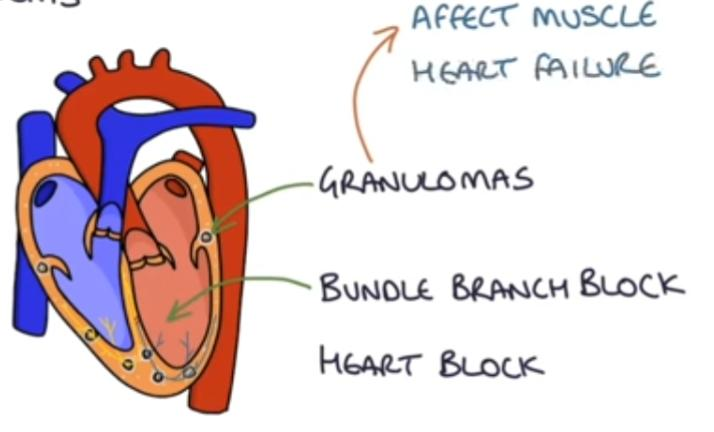 AFFECT MUSCLE
HEART FAILURE
GRANULOMAS
BUNDLE BRANCH BLOCK
HEART BLOCK